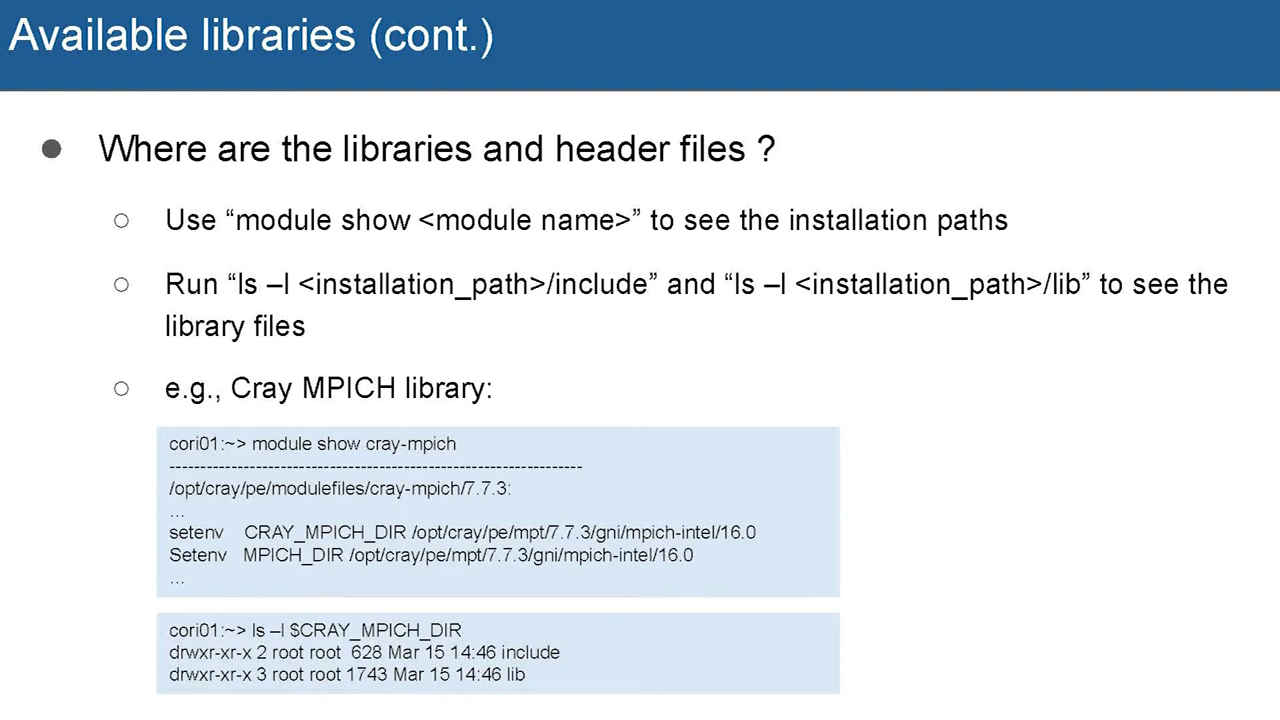 Available libraries (cont.)
● Where are the libraries and header files ?
○ Use “module show <module name>” to see the installation paths
○ Run “ls –l <installation_path>/include” and “ls –l <installation_path>/lib” to see the
library files
○ e.g., Cray MPICH library:
cori01:~> module show cray-mpich
-------------------------------------------------------------------
/opt/cray/pe/modulefiles/cray-mpich/7.7.3:
...
setenv CRAY_MPICH_DIR /opt/cray/pe/mpt/7.7.3/gni/mpich-intel/16.0
Setenv MPICH_DIR /opt/cray/pe/mpt/7.7.3/gni/mpich-intel/16.0
...
cori01:~> ls –l $CRAY_MPICH_DIR
drwxr-xr-x 2 root root 628 Mar 15 14:46 include
drwxr-xr-x 3 root root 1743 Mar 15 14:46 lib